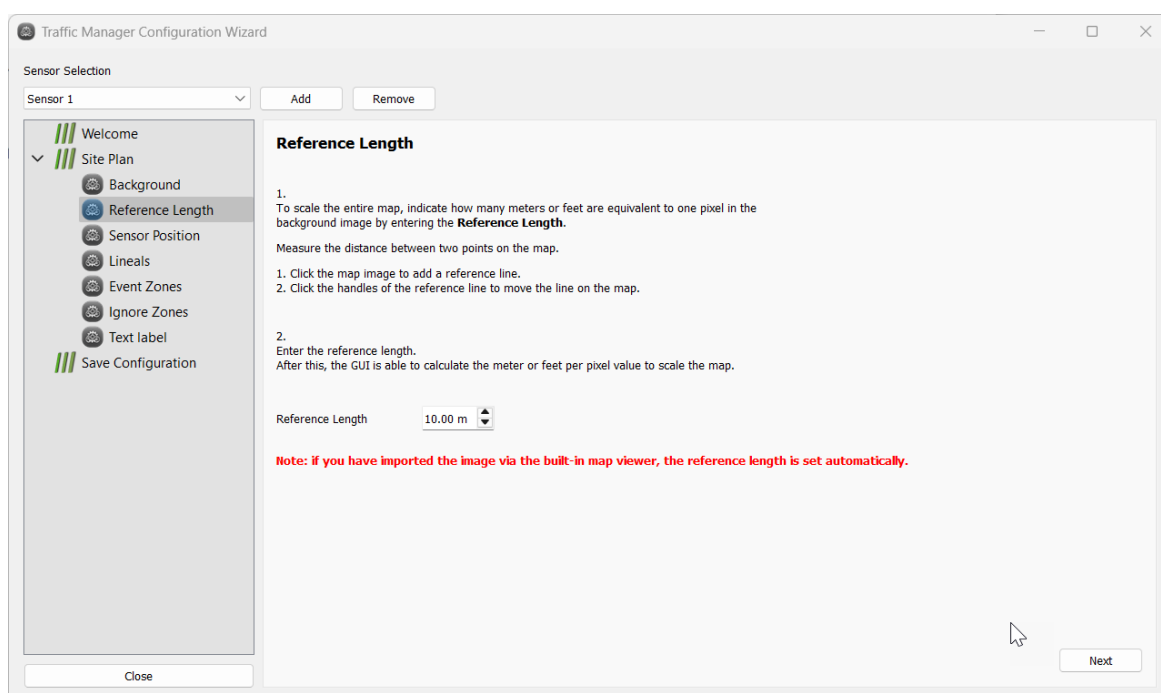 Traffic Manager Configuration Wizard
Sensor Selection
Sensor 1
Add
Remove
Welcome
Site Plan
Background
Reference Length
Sensor Position
Lineals
Event Zones
Ignore Zones
Text label
Save Configuration
Close
Reference Length
1.
To scale the entire map, indicate how many meters or feet are equivalent to one pixel in the
background image by entering the Reference Length.
Measure the distance between two points on the map.
1. Click the map image to add a reference line.
2. Click the handles of the reference line to move the line on the map.
2.
Enter the reference length.
After this, the GUI is able to calculate the meter or feet per pixel value to scale the map.
Reference Length 10.00 m
Note: if you have imported the image via the built-in map viewer, the reference length is set automatically.
Next